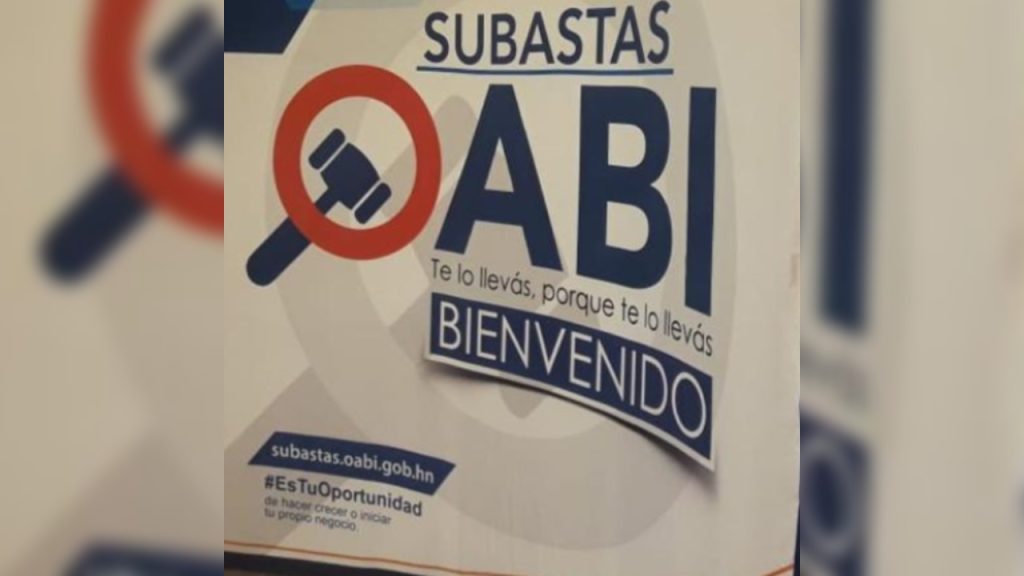 SUBASTAS
OABI
Te lo llevás, porque te lo llevás
BIENVENIDO
subastas.oabi.gob.hn
#EsTuOportunidad
de hacer crecer o iniciar
tu propio negocio.